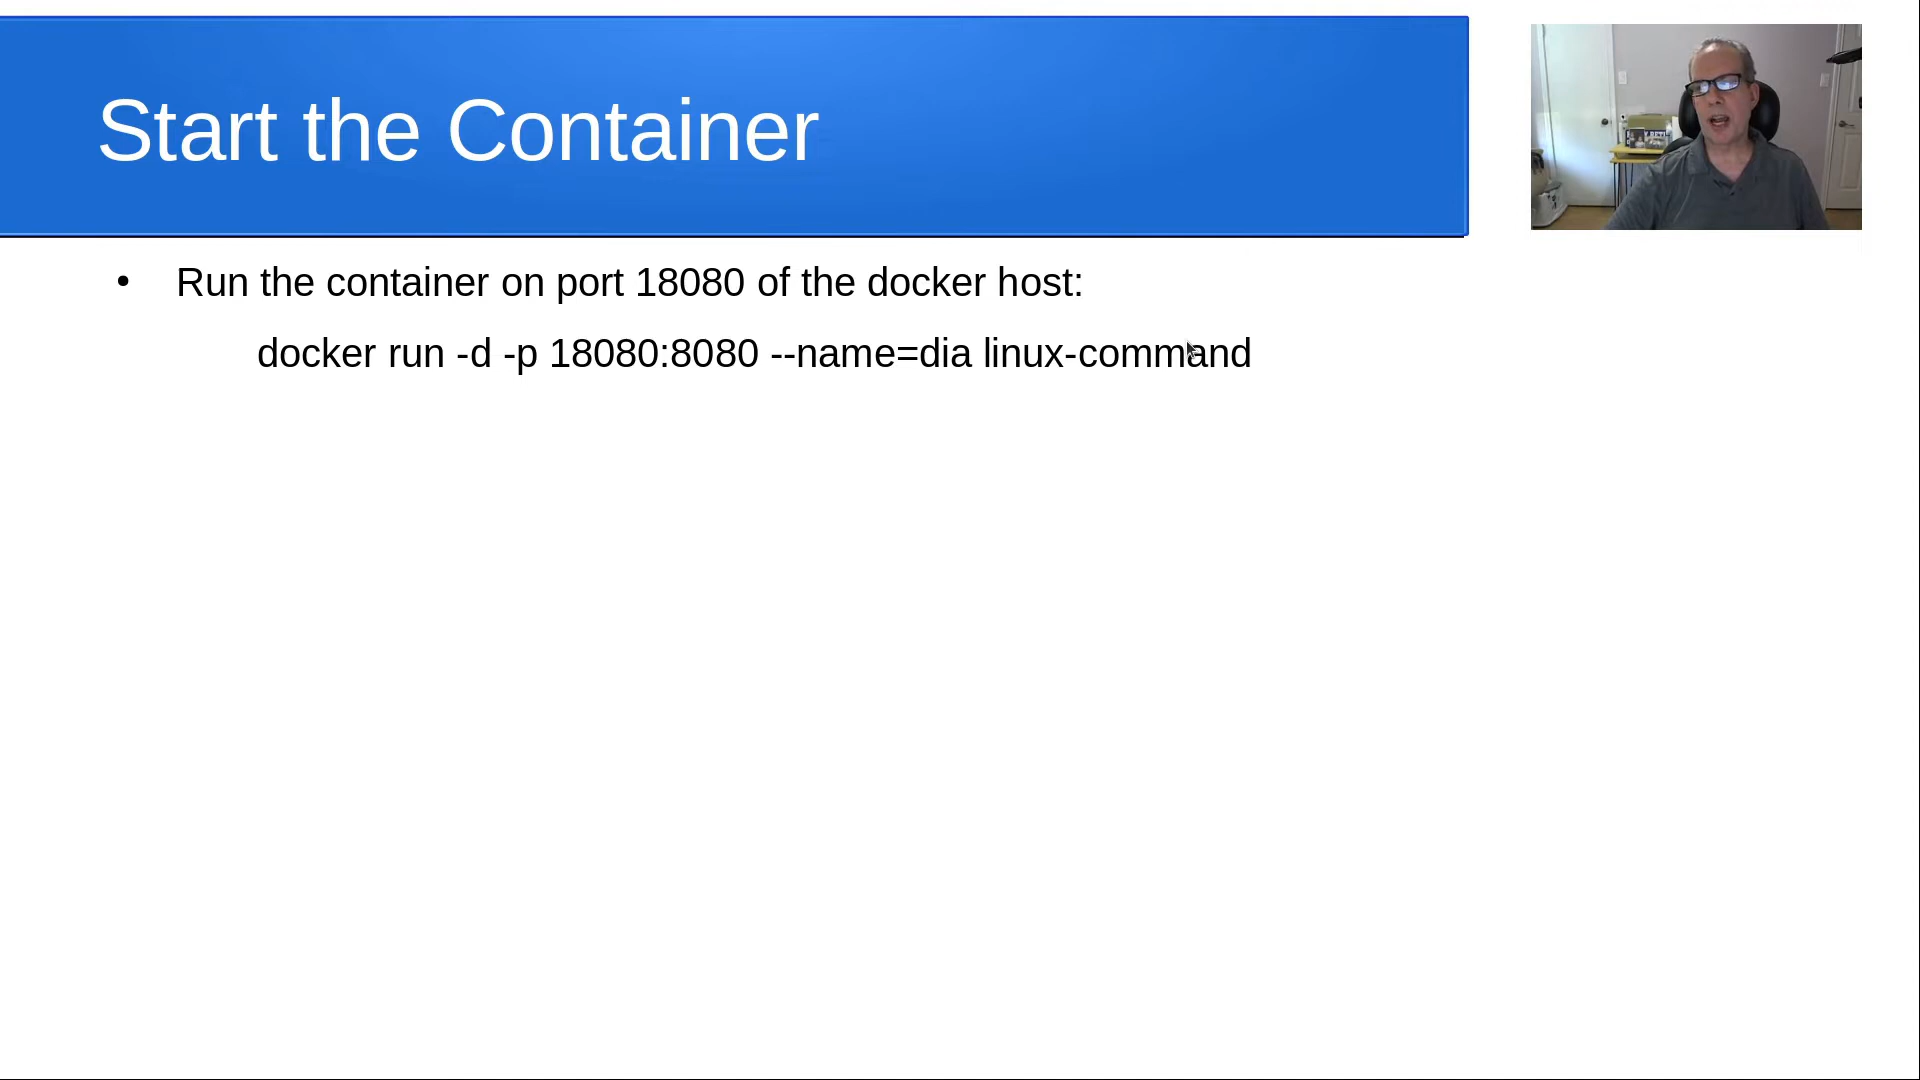 Start the Container
• Run the container on port 18080 of the docker host:
docker run -d -p 18080:8080 --name=dia linux-command